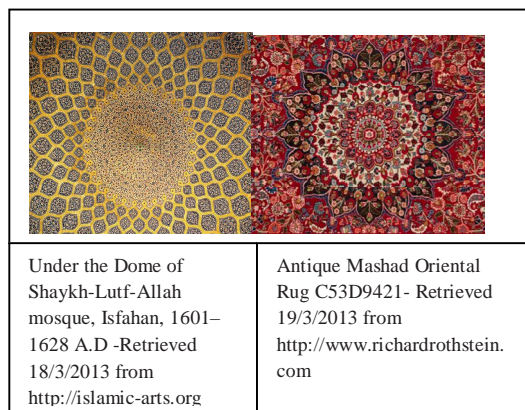 Under the Dome of
Shaykh-Lutf-Allah
mosque, Isfahan, 1601–
1628 A.D -Retrieved
18/3/2013 from
http://islamic-arts.org
Antique Mashad Oriental
Rug C53D9421- Retrieved
19/3/2013 from
http://www.richardrothstein.
com